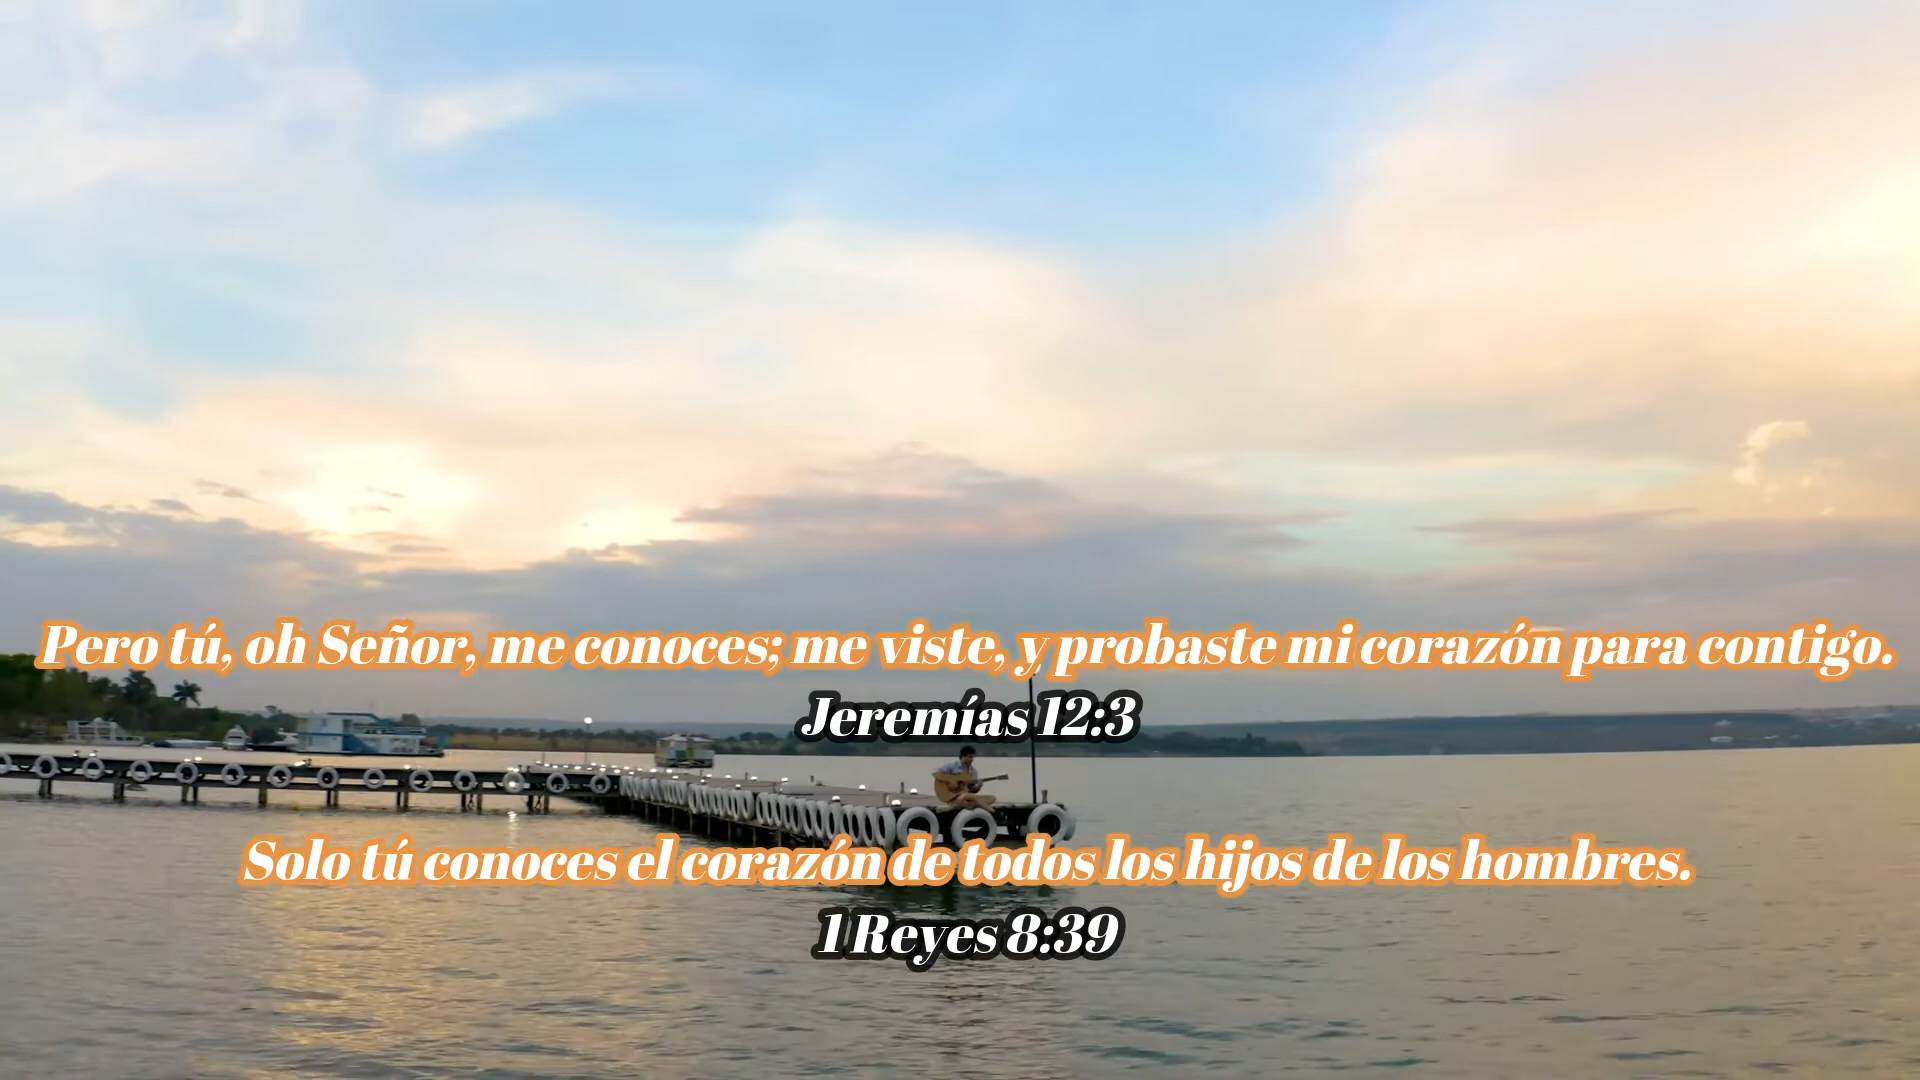 Pero tú, oh Señor, me conoces; me viste, y probaste mi corazón para contigo.
Jeremías 12:3
Solo tú conoces el corazón de todos los hijos de los hombres.
1 Reyes 8:39